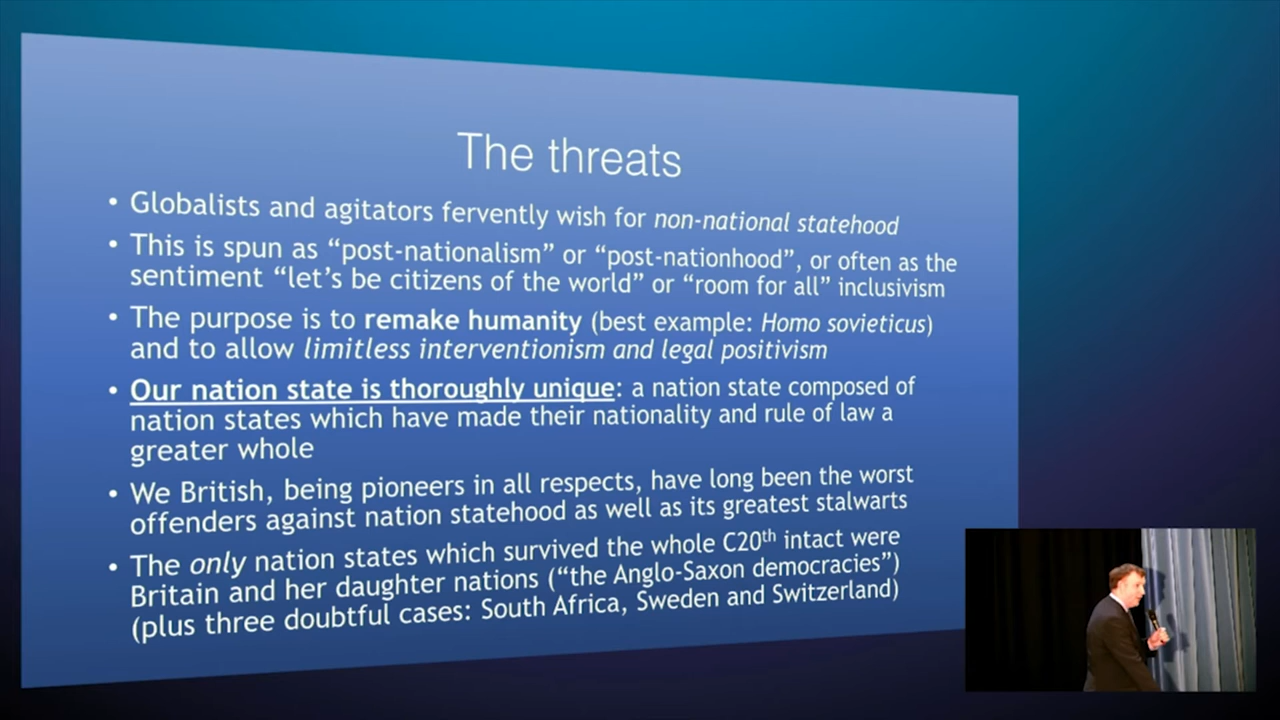 The threats
• Globalists and agitators fervently wish for non-national statehood
• This is spun as “post-nationalism” or “post-nationhood”, or often as the
sentiment “let’s be citizens of the world” or “room for all” inclusivism
• The purpose is to remake humanity (best example: Homo sovieticus)
and to allow limitless interventionism and legal positivism
• Our nation state is thoroughly unique: a nation state composed of
nation states which have made their nationality and rule of law a
greater whole
• We British, being pioneers in all respects, have long been the worst
offenders against nation statehood as well as its greatest stalwarts
• The only nation states which survived the whole C20th intact were
Britain and her daughter nations (“the Anglo-Saxon democracies”)
(plus three doubtful cases: South Africa, Sweden and Switzerland)